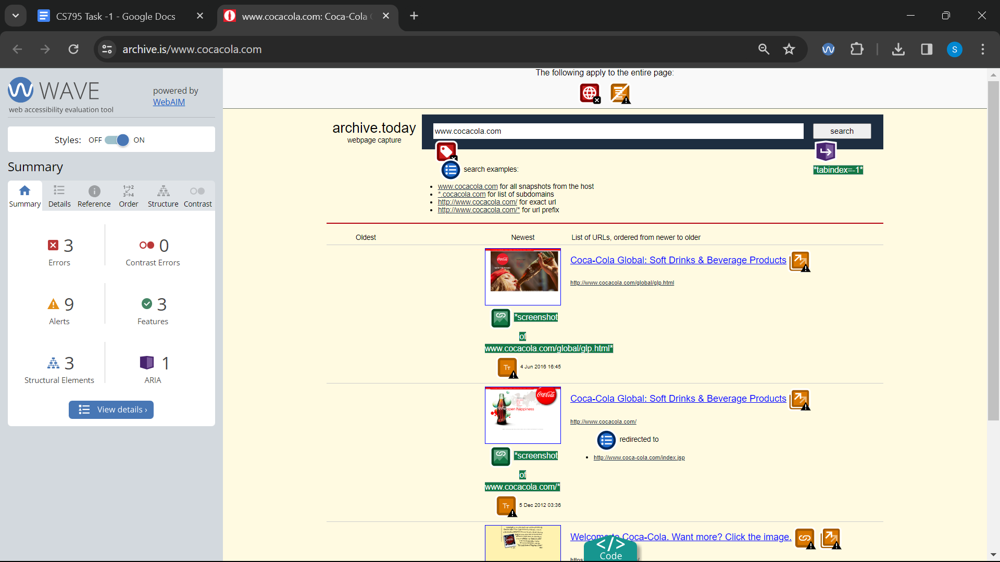 CS795 Task -1 - Google Docs
www.cocacola.com: Coca-Cola
archive.is/www.cocacola.com
S
WAVE
web accessibility evaluation tool
powered by
WebAIM
Styles: OFF ON
Summary
Summary Details Reference Order Structure Contrast
3 Errors
0 Contrast Errors
9 Alerts
3 Features
3 Structural Elements
1 ARIA
View details ›
The following apply to the entire page:
archive.today
webpage capture
www.cocacola.com
search
*tabindex=-1*
search examples:
www.cocacola.com for all snapshots from the host
*.cocacola.com for list of subdomains
http://www.cocacola.com/ for exact url
http://www.cocacola.com/* for url prefix
Oldest Newest List of URLs, ordered from newer to older
Coca-Cola Global: Soft Drinks & Beverage Products
http://www.cocacola.com/global/glp.html
*screenshot
of
www.cocacola.com/global/glp.html*
4 Jun 2016 16:45
Coca-Cola
open happiness
Coca-Cola Global: Soft Drinks & Beverage Products
http://www.cocacola.com/
redirected to
http://www.coca-cola.com/index.jsp
*screenshot
of
www.cocacola.com/*
5 Dec 2012 03:36
Welcome to Coca-Cola. Want more? Click the image.
</>
Code